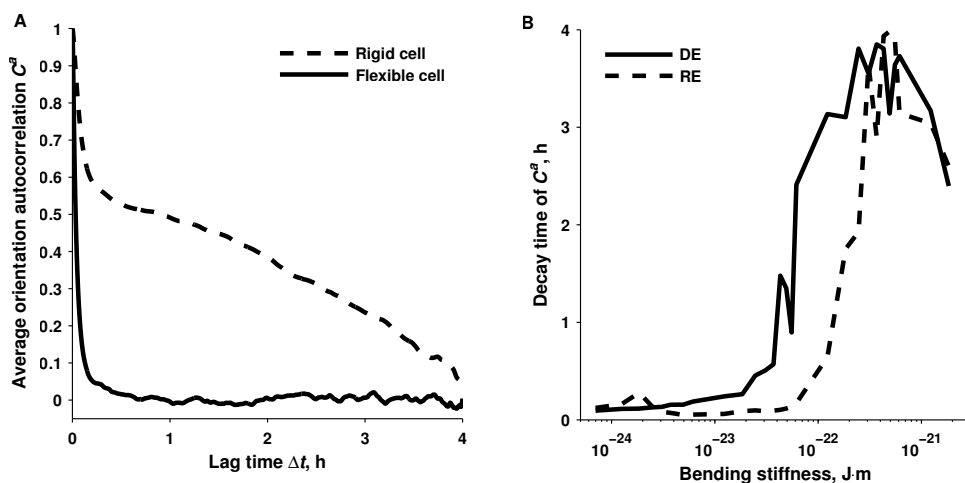 A
Average orientation autocorrelation Cᵃ
1
0.9
0.8
0.7
0.6
0.5
0.4
0.3
0.2
0.1
0
0 1 2 3 4
Lag time Δt, h
Rigid cell
Flexible cell
B
Decay time of Cᵃ, h
4
3
2
1
0
10⁻²⁴ 10⁻²³ 10⁻²² 10⁻²¹
Bending stiffness, J·m
DE
RE